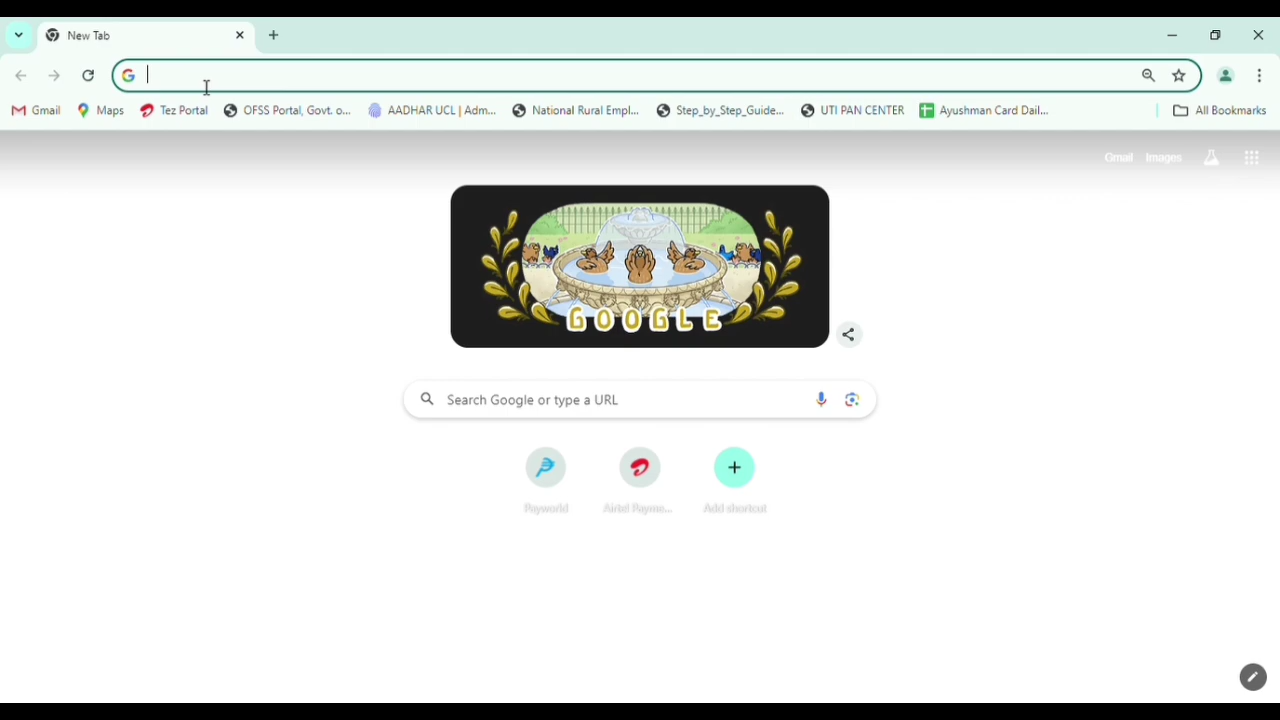 New Tab
Gmail Maps Tez Portal OFSS Portal, Govt. o... AADHAR UCL | Adm... National Rural Empl... Step_by_Step_Guide... UTI PAN CENTER Ayushman Card Dail... All Bookmarks
Gmail Images
GOOGLE
Search Google or type a URL
Payworld Airtel Payme... Add shortcut